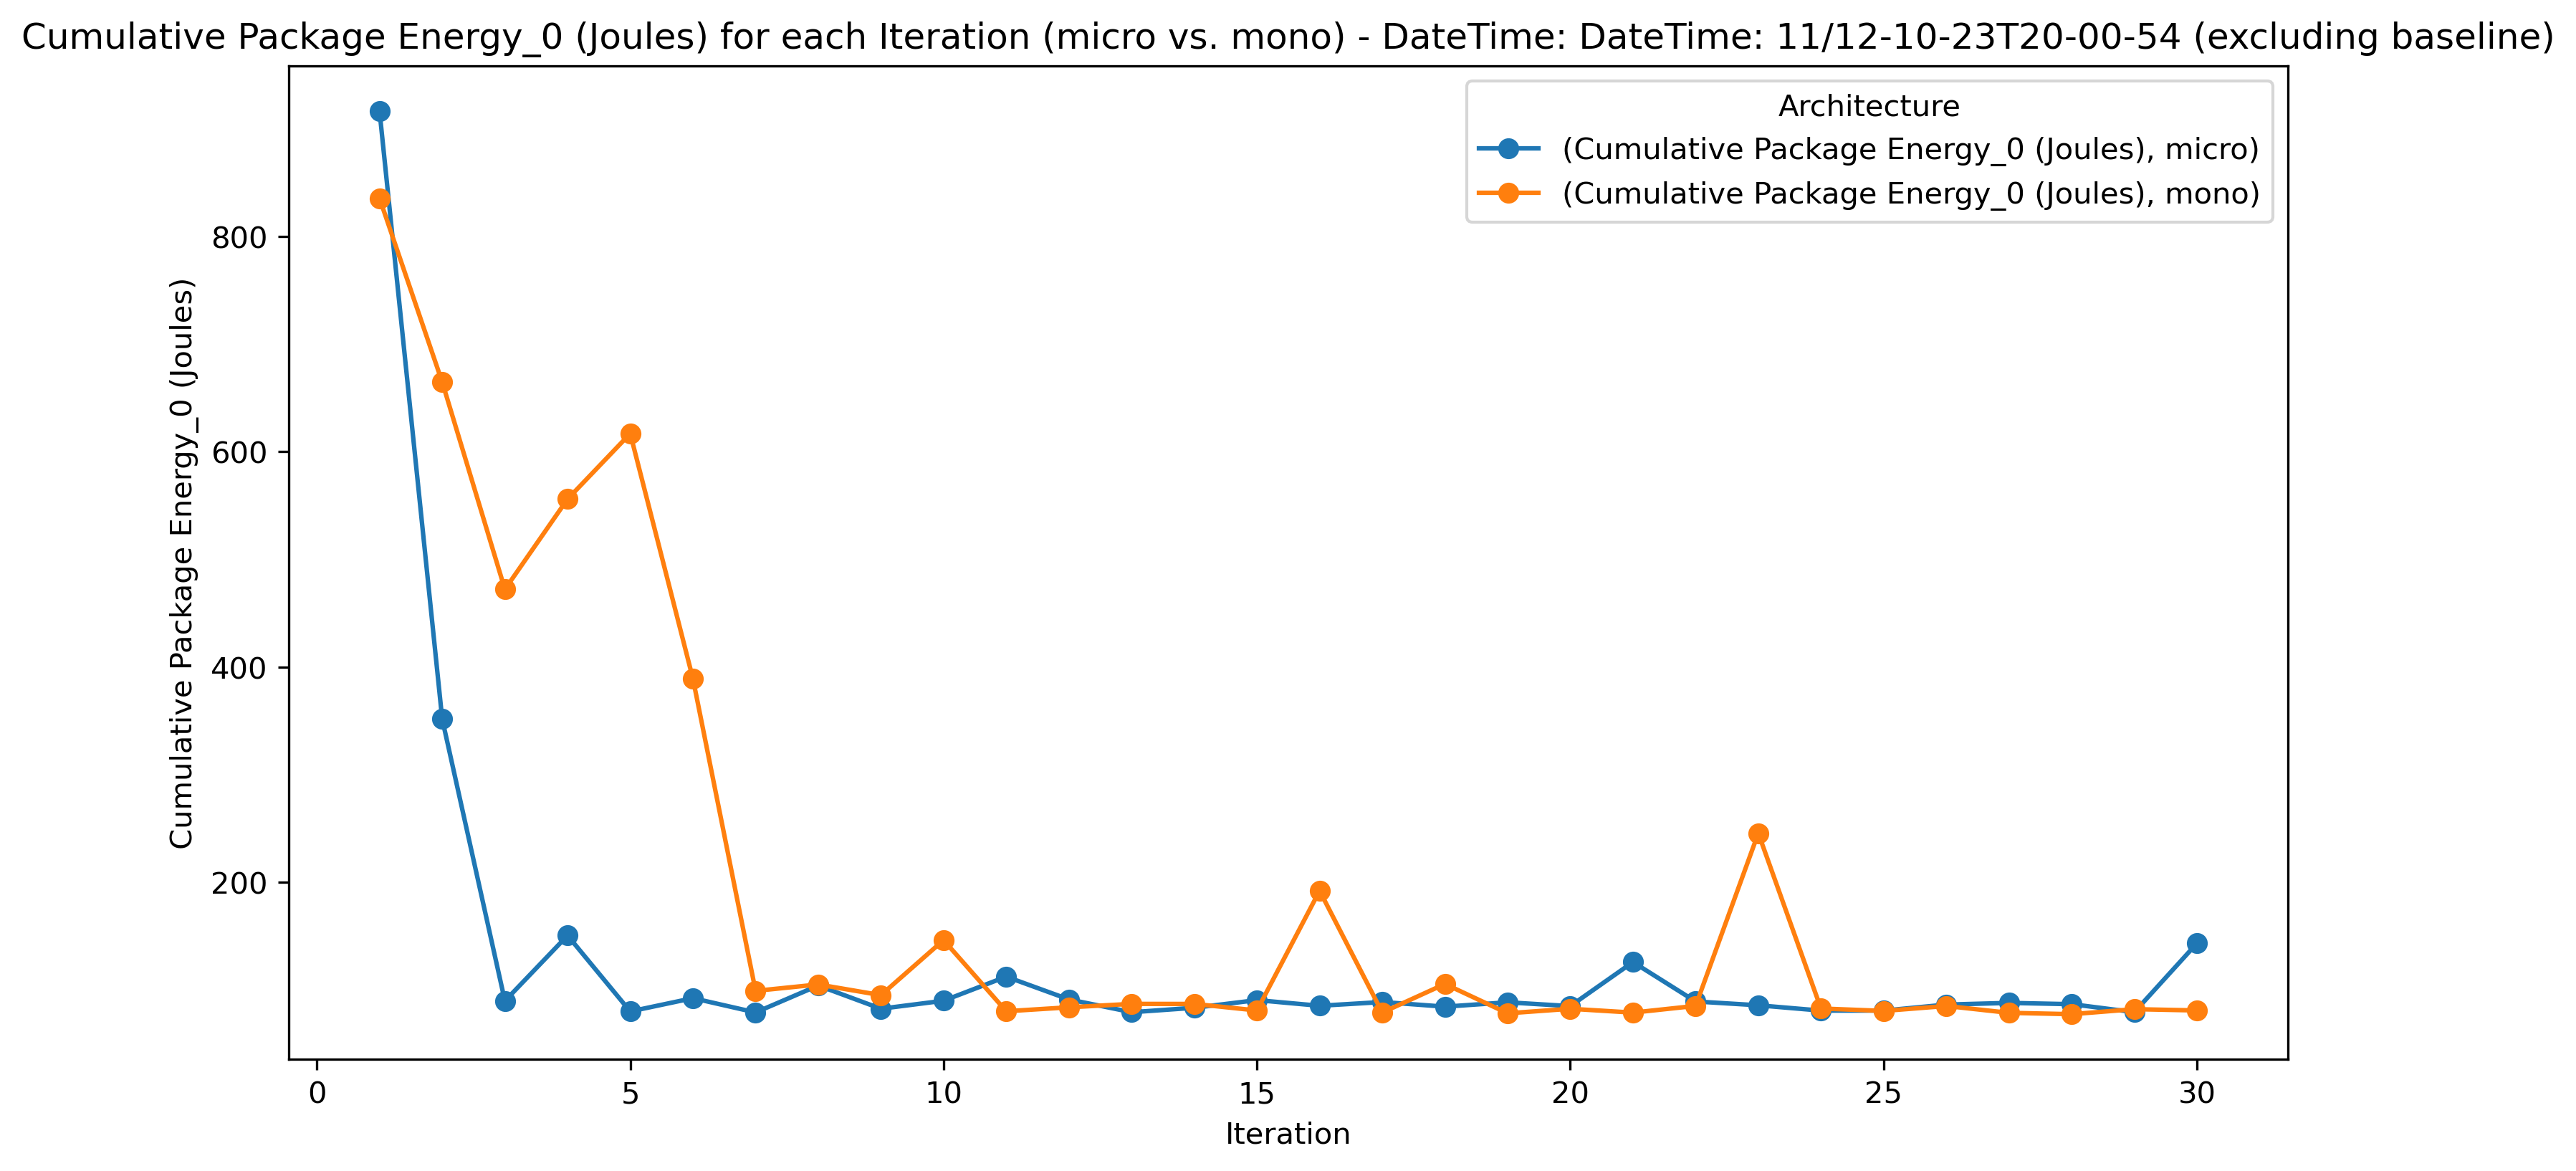 Cumulative Package Energy_0 (Joules) for each Iteration (micro vs. mono) - DateTime: DateTime: 11/12-10-23T20-00-54 (excluding baseline)
Architecture
(Cumulative Package Energy_0 (Joules), micro)
(Cumulative Package Energy_0 (Joules), mono)
Cumulative Package Energy_0 (Joules)
800
600
400
200
0 5 10 15 20 25 30
Iteration